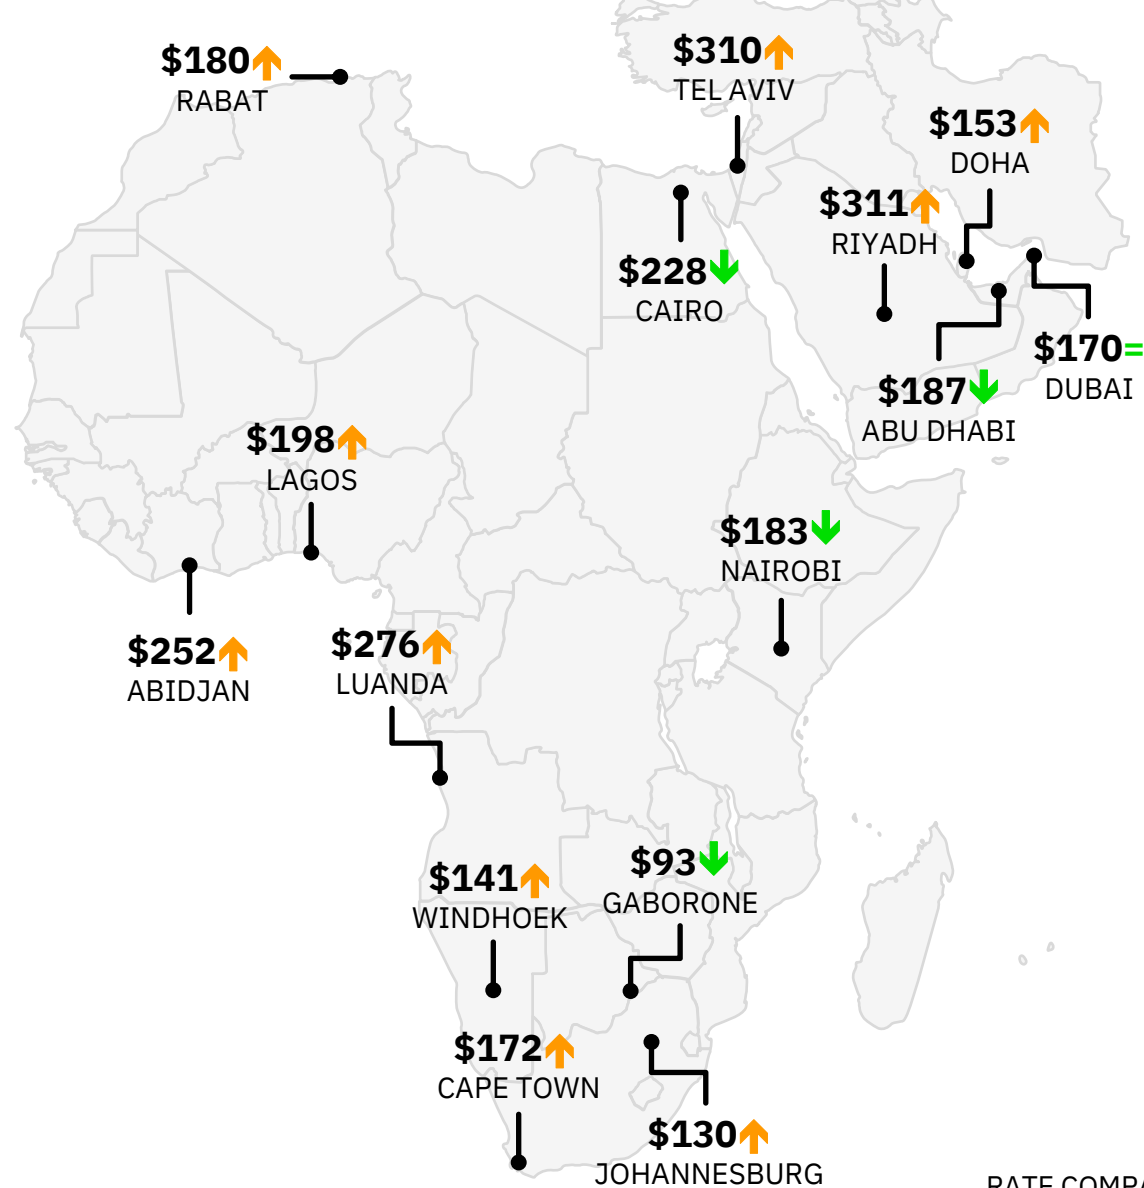 $180
RABAT
$310
TEL AVIV
$153
DOHA
$311
RIYADH
$228
CAIRO
$170=
DUBAI
$187
ABU DHABI
$198
LAGOS
$183
NAIROBI
$252
ABIDJAN
$276
LUANDA
$141
WINDHOEK
$93
GABORONE
$172
CAPE TOWN
$130
JOHANNESBURG
RATE